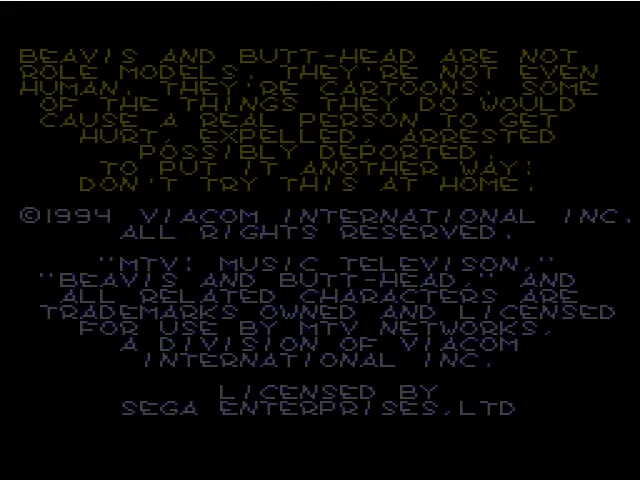 BEAVIS AND BUTT-HEAD ARE NOT
ROLE MODELS. THEY'RE NOT EVEN
HUMAN. THEY'RE CARTOONS. SOME
OF THE THINGS THEY DO WOULD
CAUSE A REAL PERSON TO GET
HURT, EXPELLED, ARRESTED
POSSIBLY DEPORTED.
TO PUT IT ANOTHER WAY:
DON'T TRY THIS AT HOME.
©1994 VIACOM INTERNATIONAL INC.
ALL RIGHTS RESERVED.
"MTV: MUSIC TELEVISON,"
"BEAVIS AND BUTT-HEAD," AND
ALL RELATED CHARACTERS ARE
TRADEMARKS OWNED AND LICENSED
FOR USE BY MTV NETWORKS,
A DIVISION OF VIACOM
INTERNATIONAL INC.
LICENSED BY
SEGA ENTERPRISES,LTD